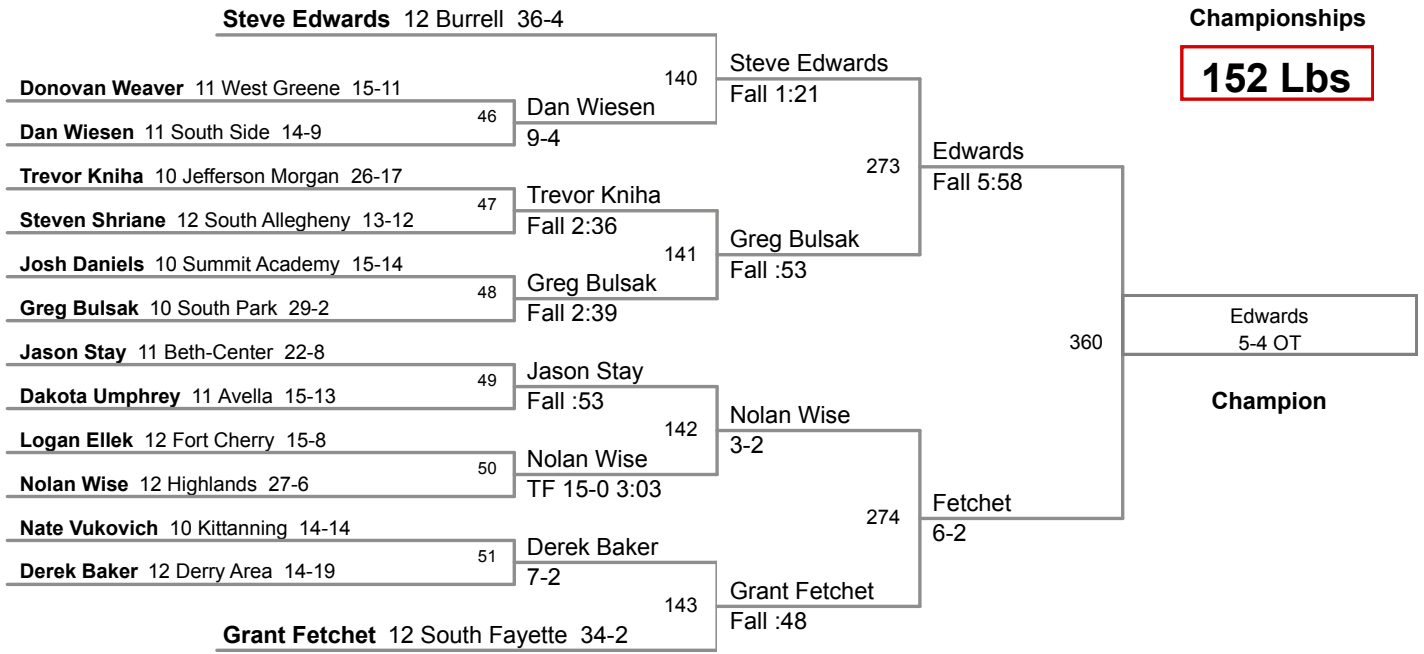 Steve Edwards 12 Burrell 36-4
Championships
152 Lbs
Donovan Weaver 11 West Greene 15-11
Dan Wiesen 11 South Side 14-9
Trevor Kniha 10 Jefferson Morgan 26-17
Steven Shriane 12 South Allegheny 13-12
Josh Daniels 10 Summit Academy 15-14
Greg Bulsak 10 South Park 29-2
Jason Stay 11 Beth-Center 22-8
Dakota Umphrey 11 Avella 15-13
Logan Ellek 12 Fort Cherry 15-8
Nolan Wise 12 Highlands 27-6
Nate Vukovich 10 Kittanning 14-14
Derek Baker 12 Derry Area 14-19
Grant Fetchet 12 South Fayette 34-2
46
Dan Wiesen
9-4
47
Trevor Kniha
Fall 2:36
48
Greg Bulsak
Fall 2:39
49
Jason Stay
Fall :53
50
Nolan Wise
TF 15-0 3:03
51
Derek Baker
7-2
140
Steve Edwards
Fall 1:21
141
Greg Bulsak
Fall :53
142
Nolan Wise
3-2
143
Grant Fetchet
Fall :48
273
Edwards
Fall 5:58
274
Fetchet
6-2
360
Edwards
5-4 OT
Champion